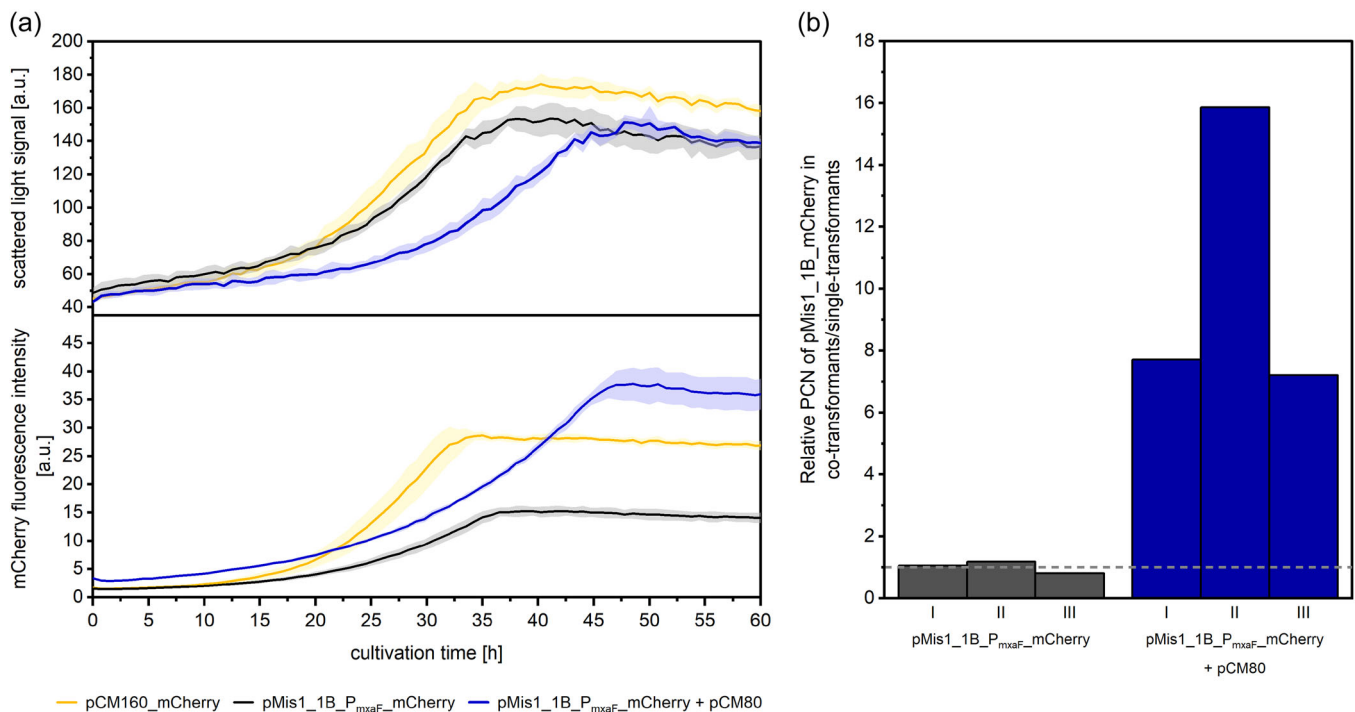 (a)
200
180
160
140
120
100
80
60
40
scattered light signal [a.u.]
45
40
35
30
25
20
15
10
5
0
mCherry fluorescence intensity
[a.u.]
0 5 10 15 20 25 30 35 40 45 50 55 60
cultivation time [h]
pCM160_mCherry pMis1_1B_PmxaF_mCherry pMis1_1B_PmxaF_mCherry + pCM80
(b)
18
16
14
12
10
8
6
4
2
1
0
Relative PCN of pMis1_1B_mCherry in
co-transformants/single-transformants
I II III I II III
pMis1_1B_PmxaF_mCherry pMis1_1B_PmxaF_mCherry
+ pCM80